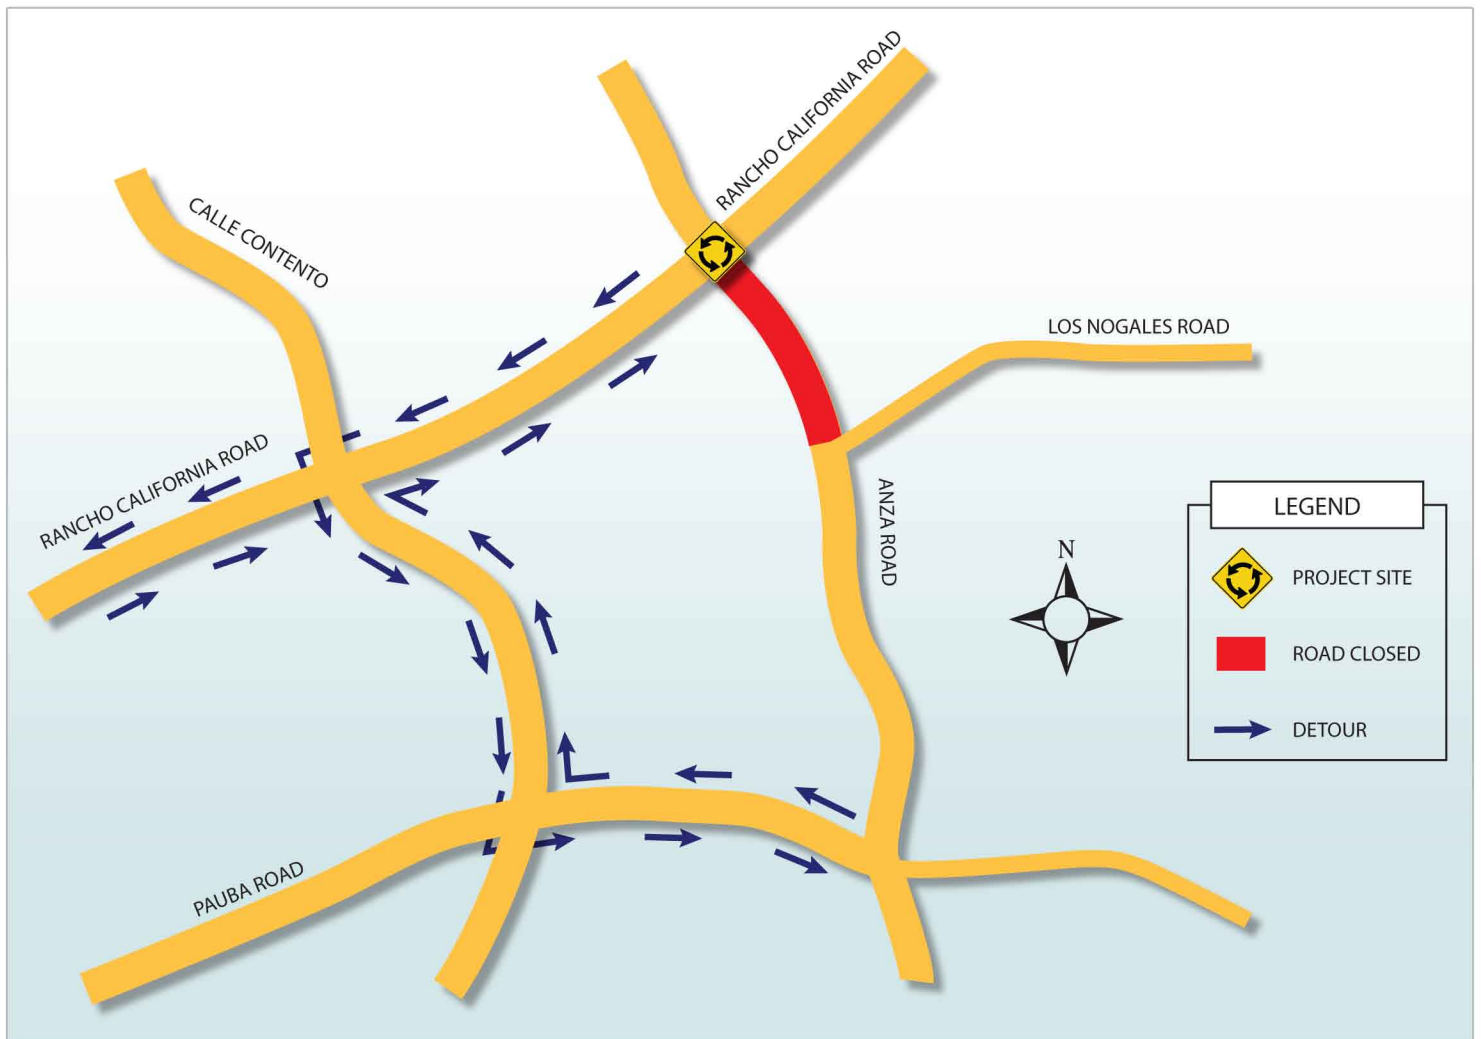 RANCHO CALIFORNIA ROAD
CALLE CONTENTO
LOS NOGALES ROAD
RANCHO CALIFORNIA ROAD
ANZA ROAD
LEGEND
N
PROJECT SITE
ROAD CLOSED
DETOUR
PAUBA ROAD